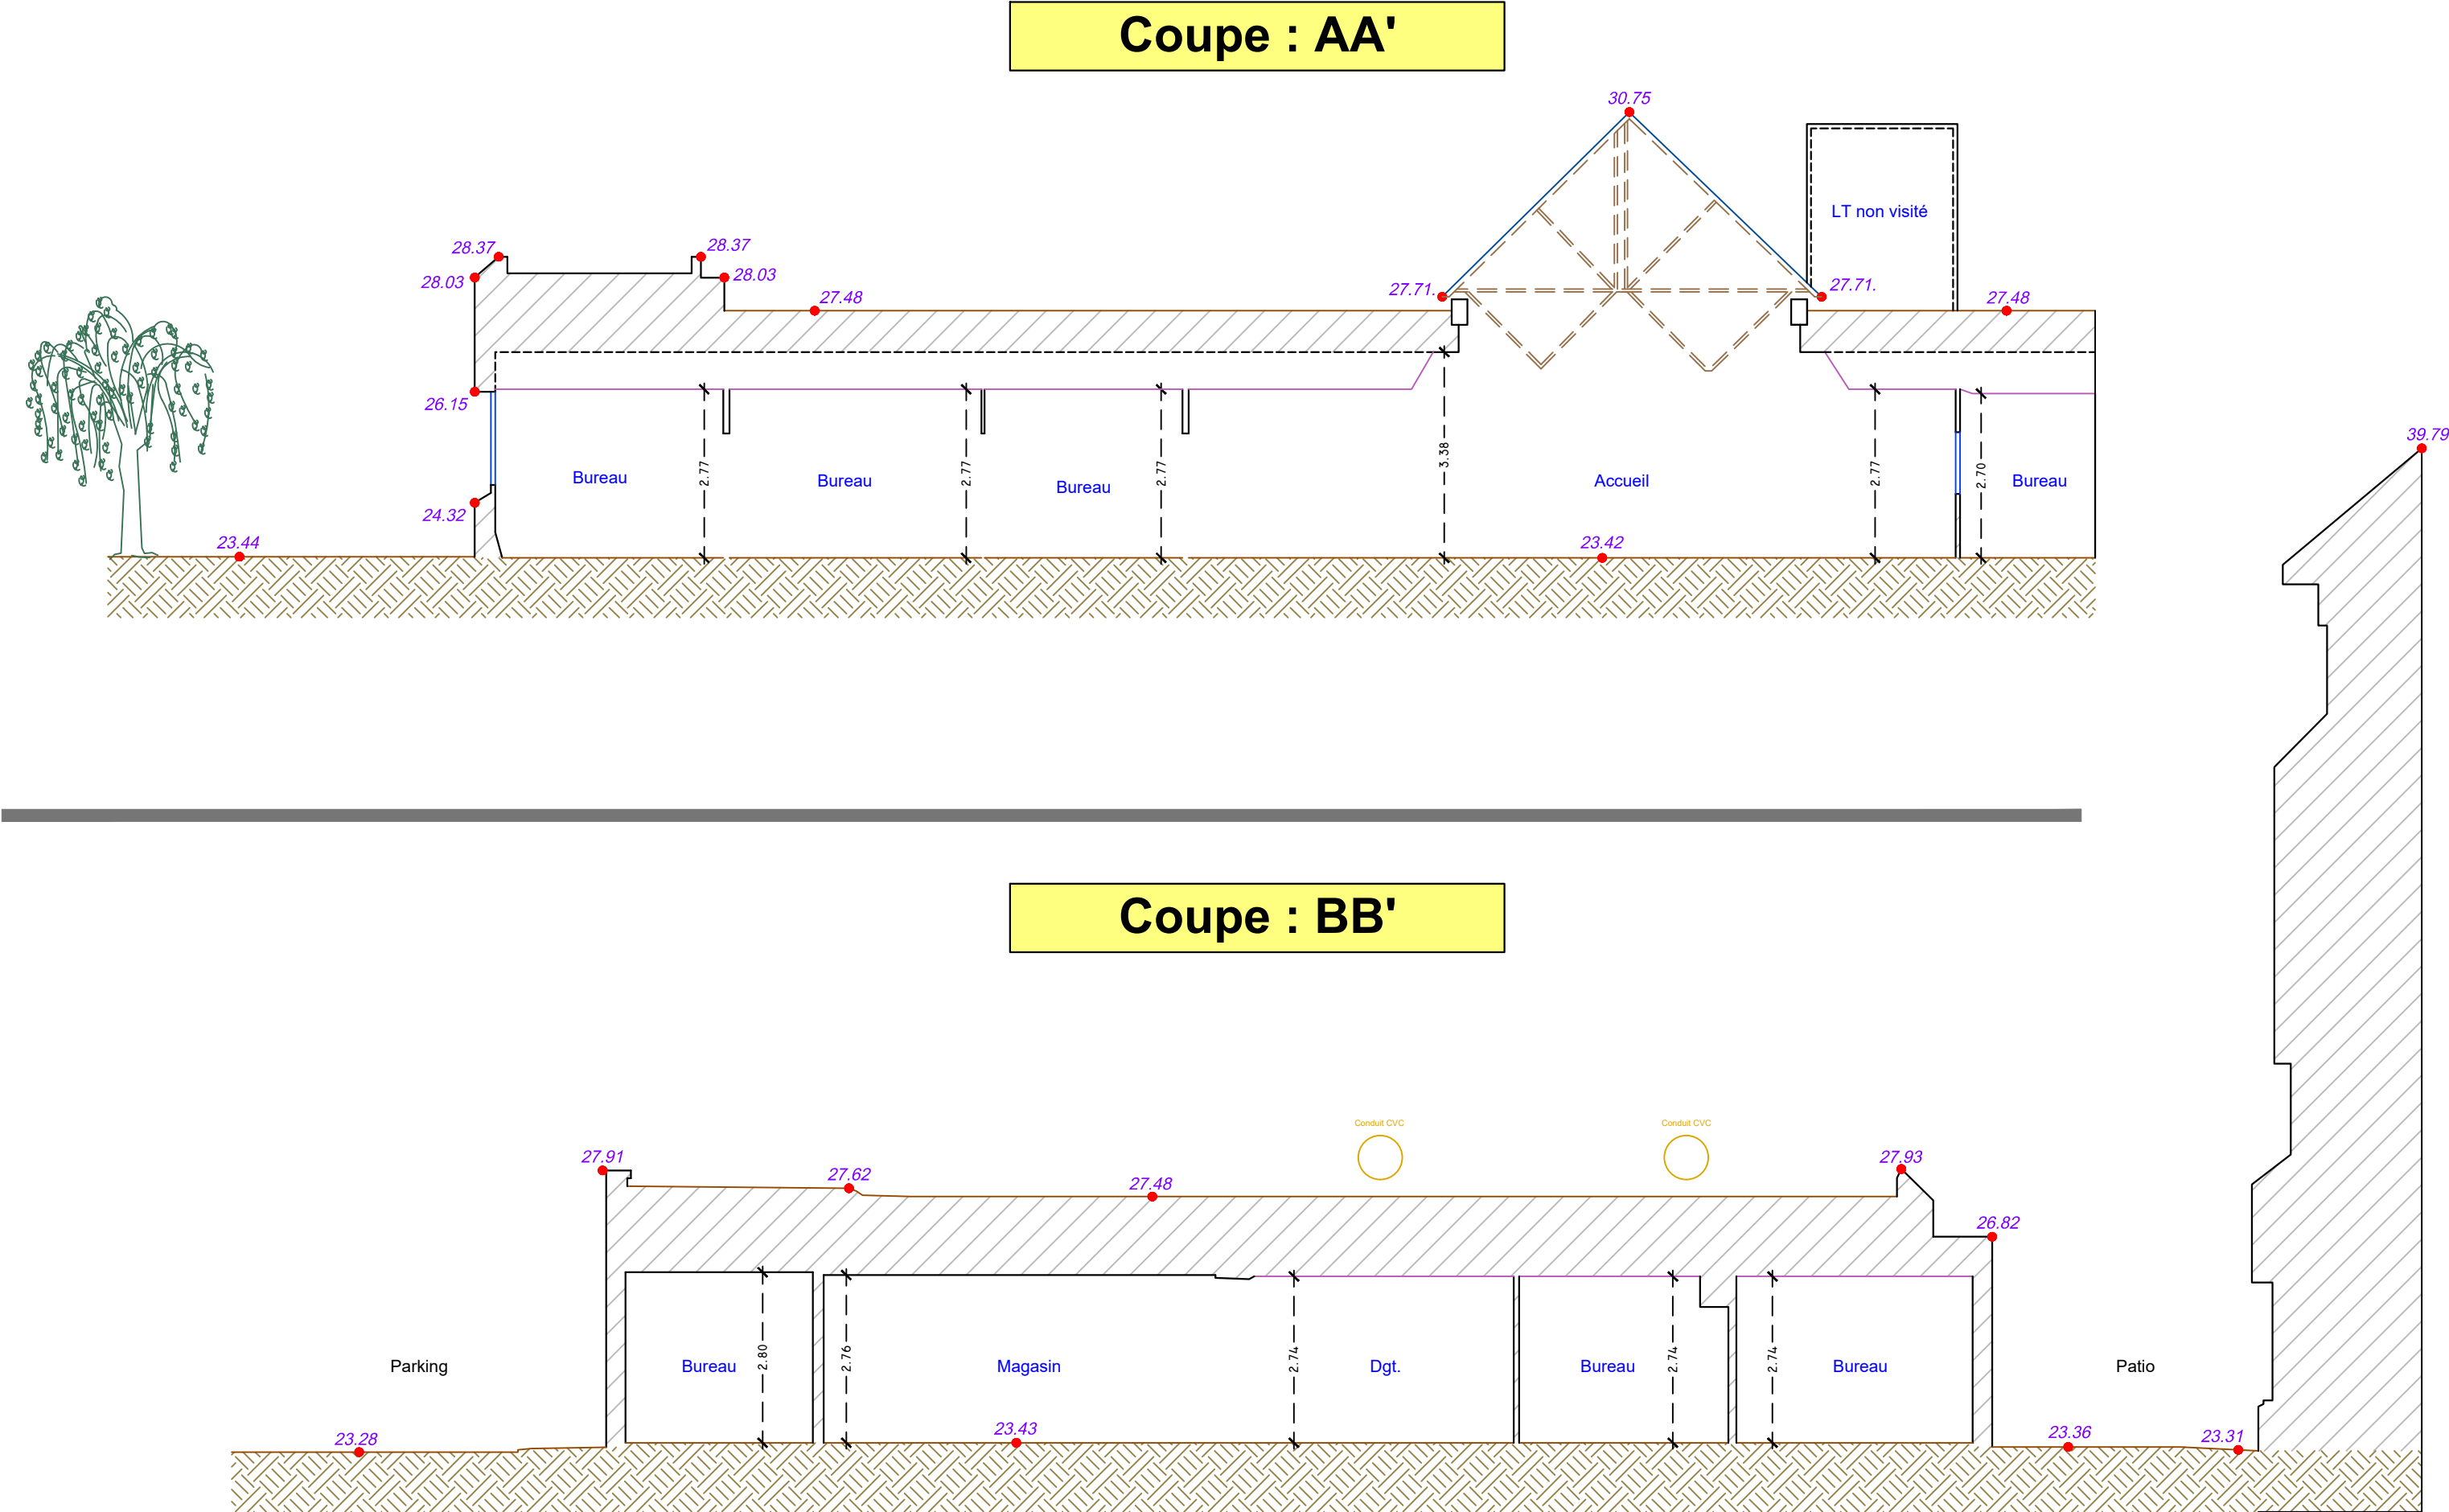 Coupe : AA'
30.75
LT non visité
28.37
28.37
28.03
28.03
27.48
27.71.
27.71.
27.48
26.15
39.79
2.77
2.77
2.77
3.38
2.77
2.70
Bureau
Bureau
Bureau
Accueil
Bureau
24.32
23.44
23.42
Coupe : BB'
Conduit CVC
Conduit CVC
27.91
27.62
27.48
27.93
26.82
Parking
Bureau
2.80
2.76
Magasin
2.74
Dgt.
Bureau
2.74
2.74
Bureau
Patio
23.28
23.43
23.36
23.31